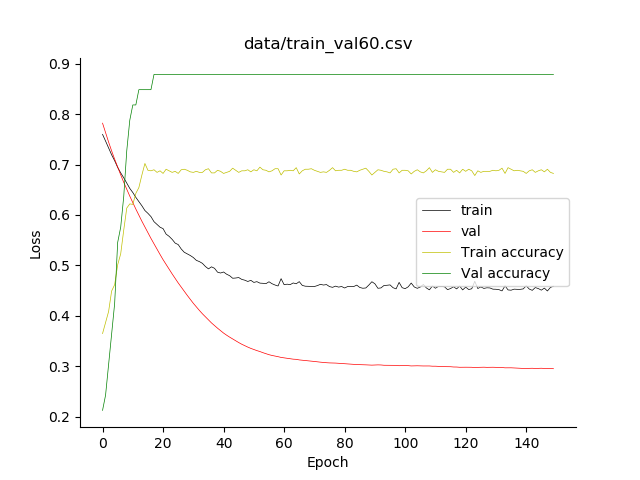 data/train_val60.csv
0.9
0.8
0.7
0.6
0.5
0.4
0.3
0.2
Loss
train
val
Train accuracy
Val accuracy
0 20 40 60 80 100 120 140
Epoch